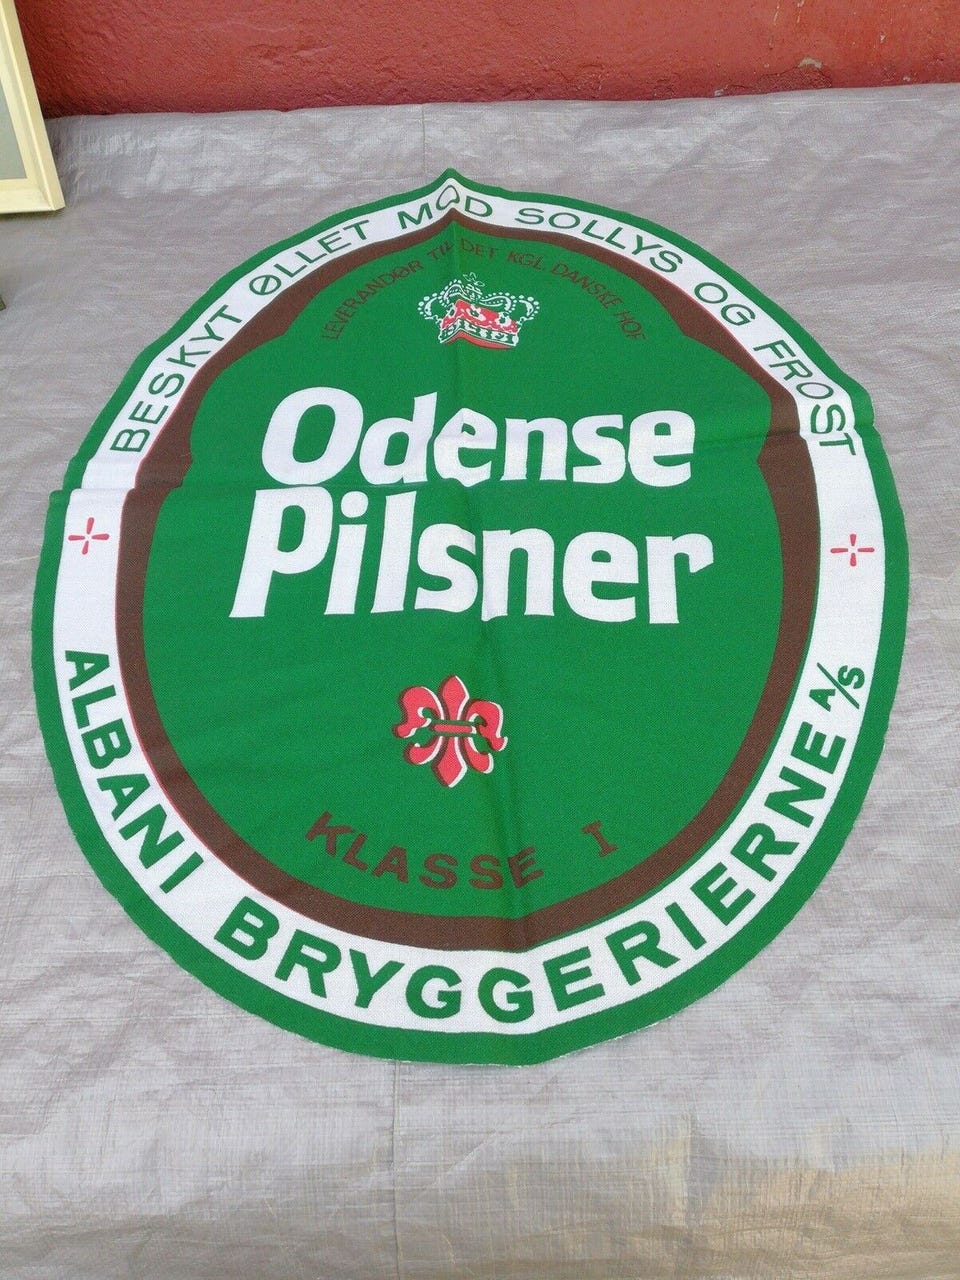 BESKYT ØLLET MOD SOLLYS OG FROST
LEVERANDØR TIL DET KGL. DANSKE HOF
Odense
Pilsner
KLASSE I
ALBANI BRYGGERIERNE A/S